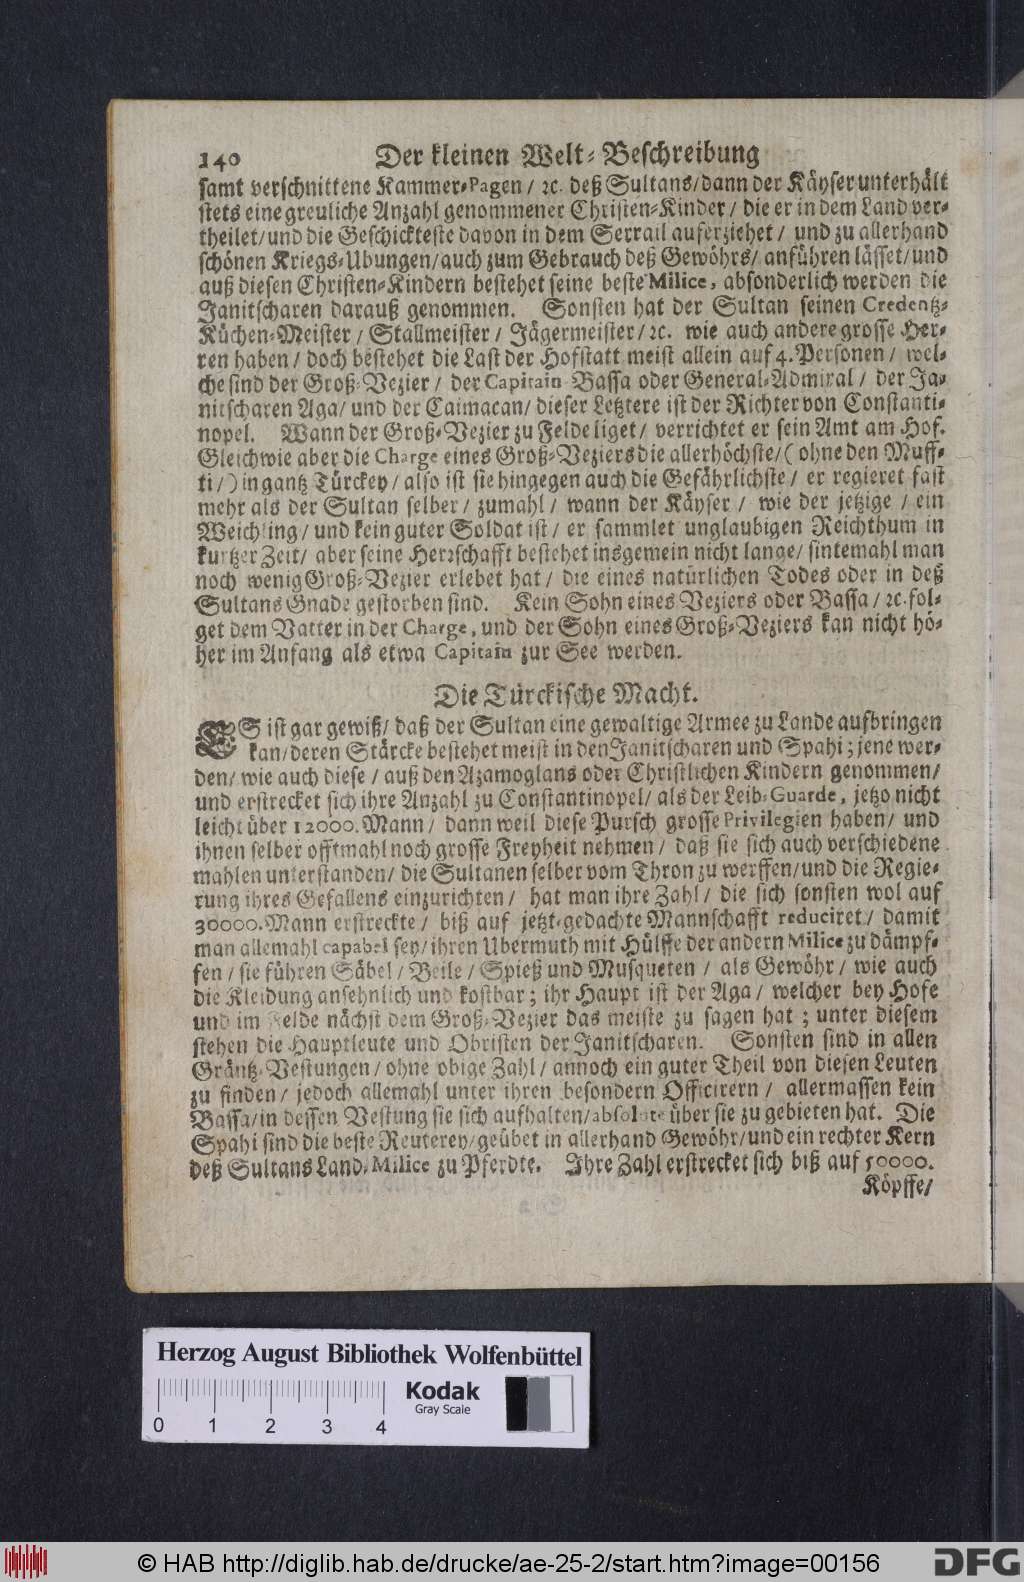 140 Der kleinen Welt-Beschreibung
samt verschnittene Kammer-Pagen/ ꝛc. deß Sultans/dann der Käyser unterhält
stets eine greuliche Anzahl genommener Christen-Kinder/ die er in dem Land ver-
theilet/und die Geschickteste davon in dem Serrail auferziehet/ und zu allerhand
schönen Kriegs-Ubungen/auch zum Gebrauch deß Gewöhrs/anführen lässet/und
auß diesen Christen-Kindern bestehet seine beste Milice, absonderlich werden die
Janitscharen darauß genommen. Sonsten hat der Sultan seinen Credentz-
Küchen-Meister/ Stallmeister/ Jägermeister/ꝛc. wie auch andere grosse Her-
ren haben/ doch bestehet die Last der Hofstatt meist allein auf 4. Personen/ wel-
che sind der Groß-Vezier/ der Capitain Bassa oder General-Admiral/ der Ja-
nitscharen Aga/ und der Caimacan/ dieser Letztere ist der Richter von Constanti-
nopel. Wann der Groß-Vezier zu Felde liget/ verrichtet er sein Amt am Hof.
Gleichwie aber die Charge eines Groß-Veziers die allerhöchste/( ohne den Muff-
ti/) in gantz Türckey/ also ist sie hingegen auch die Gefährlichste/ er regieret fast
mehr als der Sultan selber/ zumahl/ wann der Käyser/ wie der jetzige/ ein
Weichling/ und kein guter Soldat ist/ er sammlet unglaubigen Reichthum in
kurtzer Zeit/ aber seine Herrschafft bestehet insgemein nicht lange/ sintemahl man
noch wenig Groß-Vezier erlebet hat/ die eines natürlichen Todes oder in deß
Sultans Gnade gestorben sind. Kein Sohn eines Veziers oder Bassa/ ꝛc. fol-
get dem Vatter in der Charge, und der Sohn eines Groß-Veziers kan nicht hö-
her im Anfang als etwa Capitain zur See werden.
Die Türckische Macht.
ES ist gar gewiß/ daß der Sultan eine gewaltige Armee zu Lande aufbringen
kan/deren Stärcke bestehet meist in den Janitscharen und Spahi; jene wer-
den/ wie auch diese/ auß den Azamoglans oder Christlichen Kindern genommen/
und erstrecket sich ihre Anzahl zu Constantinopel/ als der Leib-Guarde, jetzo nicht
leicht über 12000. Mann/ dann weil diese Pursch grosse Privilegien haben/ und
ihnen selber offtmahl noch grosse Freyheit nehmen/ daß sie sich auch verschiedene
mahlen unterstanden/ die Sultanen selber vom Thron zu werffen/und die Regie-
rung ihres Gefallens einzurichten/ hat man ihre Zahl/ die sich sonsten wol auf
30000. Mann erstreckte/ biß auf jetzt-gedachte Mannschafft reduciret/ damit
man allemahl capabel sey/ ihren Ubermuth mit Hülffe der andern Milice zu dämpf-
fen/ sie führen Säbel/ Beile/ Spieß und Musqueten/ als Gewöhr/ wie auch
die Kleidung ansehnlich und kostbar; ihr Haupt ist der Aga/ welcher bey Hofe
und im Felde nächst dem Groß-Vezier das meiste zu sagen hat; unter diesem
stehen die Hauptleute und Obristen der Janitscharen. Sonsten sind in allen
Gräntz-Vestungen/ ohne obige Zahl/ annoch ein guter Theil von diesen Leuten
zu finden/ jedoch allemahl unter ihren besondern Officirern/ allermassen kein
Bassa/in dessen Vestung sie sich aufhalten/absolute über sie zu gebieten hat. Die
Spahi sind die beste Reuterey/geübet in allerhand Gewöhr/und ein rechter Kern
deß Sultans Land-Milice zu Pferdte. Ihre Zahl erstrecket sich biß auf 50000.
Köpffe/
Herzog August Bibliothek Wolfenbüttel
Kodak
Gray Scale
0 1 2 3 4
© HAB http://diglib.hab.de/drucke/ae-25-2/start.htm?image=00156
DFG